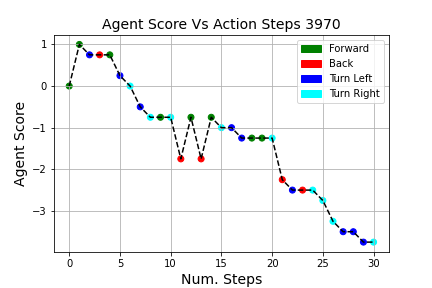 Agent Score Vs Action Steps 3970
Forward
Back
Turn Left
Turn Right
Agent Score
1
0
−1
−2
−3
0 5 10 15 20 25 30
Num. Steps